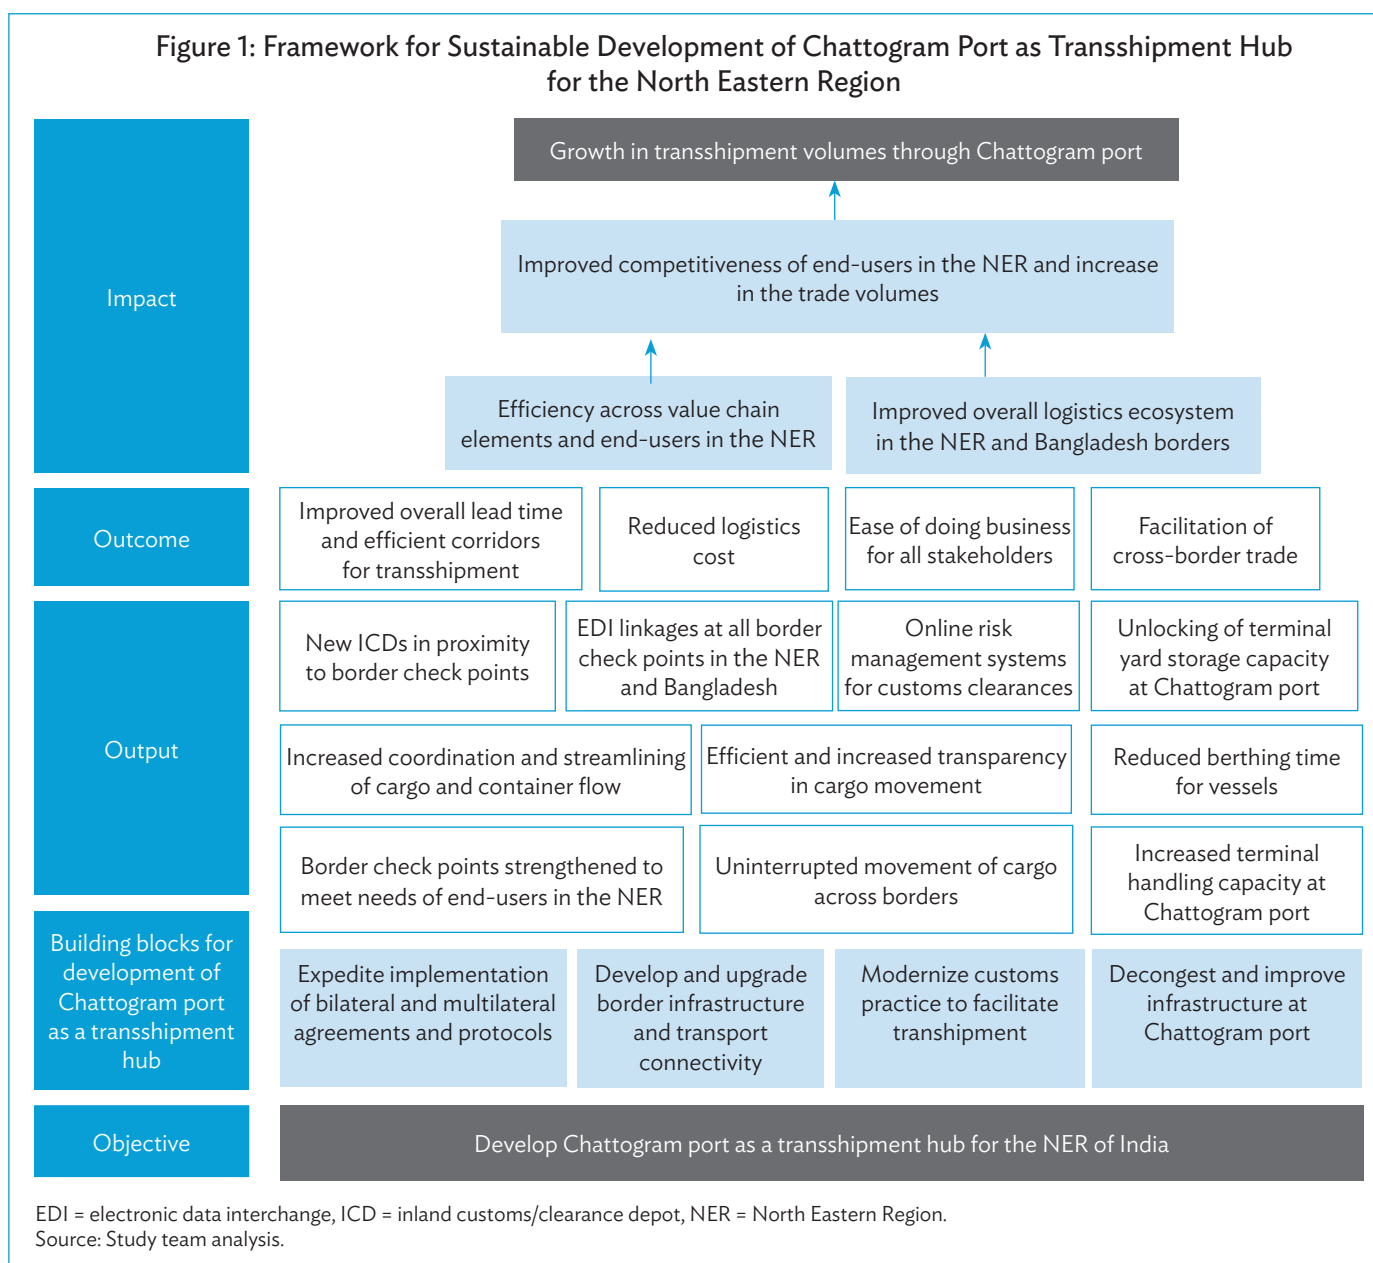 Figure 1: Framework for Sustainable Development of Chattogram Port as Transshipment Hub
for the North Eastern Region
Impact
Growth in transshipment volumes through Chattogram port
Improved competitiveness of end-users in the NER and increase
in the trade volumes
Efficiency across value chain
elements and end-users in the NER
Improved overall logistics ecosystem
in the NER and Bangladesh borders
Outcome
Improved overall lead time
and efficient corridors
for transshipment
Reduced logistics
cost
Ease of doing business
for all stakeholders
Facilitation of
cross-border trade
Output
New ICDs in proximity
to border check points
EDI linkages at all border
check points in the NER
and Bangladesh
Online risk
management systems
for customs clearances
Unlocking of terminal
yard storage capacity
at Chattogram port
Increased coordination and streamlining
of cargo and container flow
Efficient and increased transparency
in cargo movement
Reduced berthing time
for vessels
Border check points strengthened to
meet needs of end-users in the NER
Uninterrupted movement of cargo
across borders
Increased terminal
handling capacity at
Chattogram port
Building blocks for
development of
Chattogram port
as a transshipment
hub
Expedite implementation
of bilateral and multilateral
agreements and protocols
Develop and upgrade
border infrastructure
and transport
connectivity
Modernize customs
practice to facilitate
transhipment
Decongest and improve
infrastructure at
Chattogram port
Objective
Develop Chattogram port as a transshipment hub for the NER of India
EDI = electronic data interchange, ICD = inland customs/clearance depot, NER = North Eastern Region.
Source: Study team analysis.